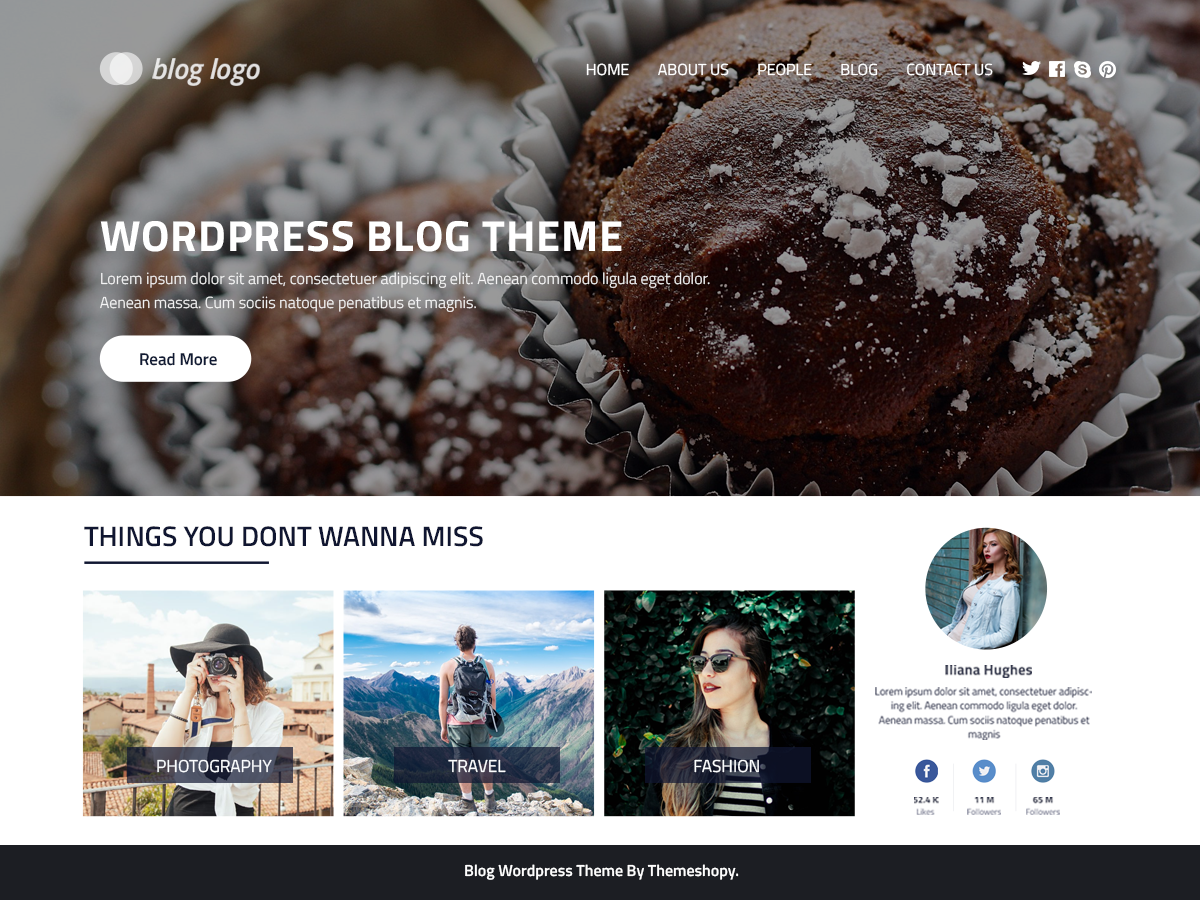 blog logo
HOME ABOUT US PEOPLE BLOG CONTACT US
WORDPRESS BLOG THEME
Lorem ipsum dolor sit amet, consectetuer adipiscing elit. Aenean commodo ligula eget dolor.
Aenean massa. Cum sociis natoque penatibus et magnis.
Read More
THINGS YOU DONT WANNA MISS
PHOTOGRAPHY
TRAVEL
FASHION
Iliana Hughes
Lorem ipsum dolor sit amet, consectetuer adipisc-
ing elit. Aenean commodo ligula eget dolor.
Aenean massa. Cum sociis natoque penatibus et
magnis
52.4 K 11 M 65 M
Likes Followers Followers
Blog Wordpress Theme By Themeshopy.